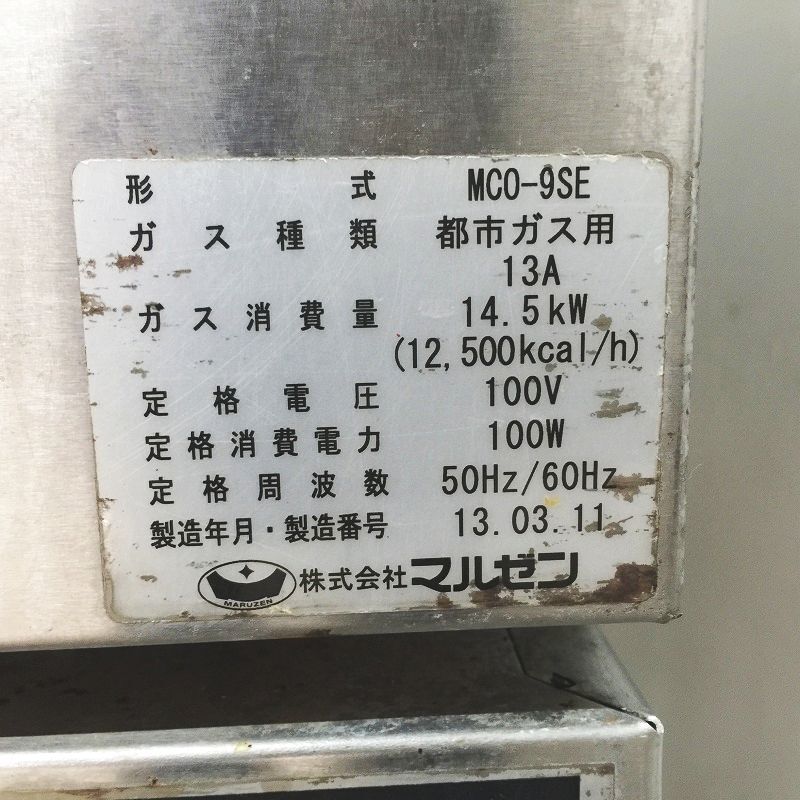 形式 MCO-9SE
ガス種類 都市ガス用
13A
ガス消費量 14.5kW
(12,500kcal/h)
定格電圧 100V
定格消費電力 100W
定格周波数 50Hz/60Hz
製造年月・製造番号 13.03.11
MARUZEN 株式会社 マルゼン